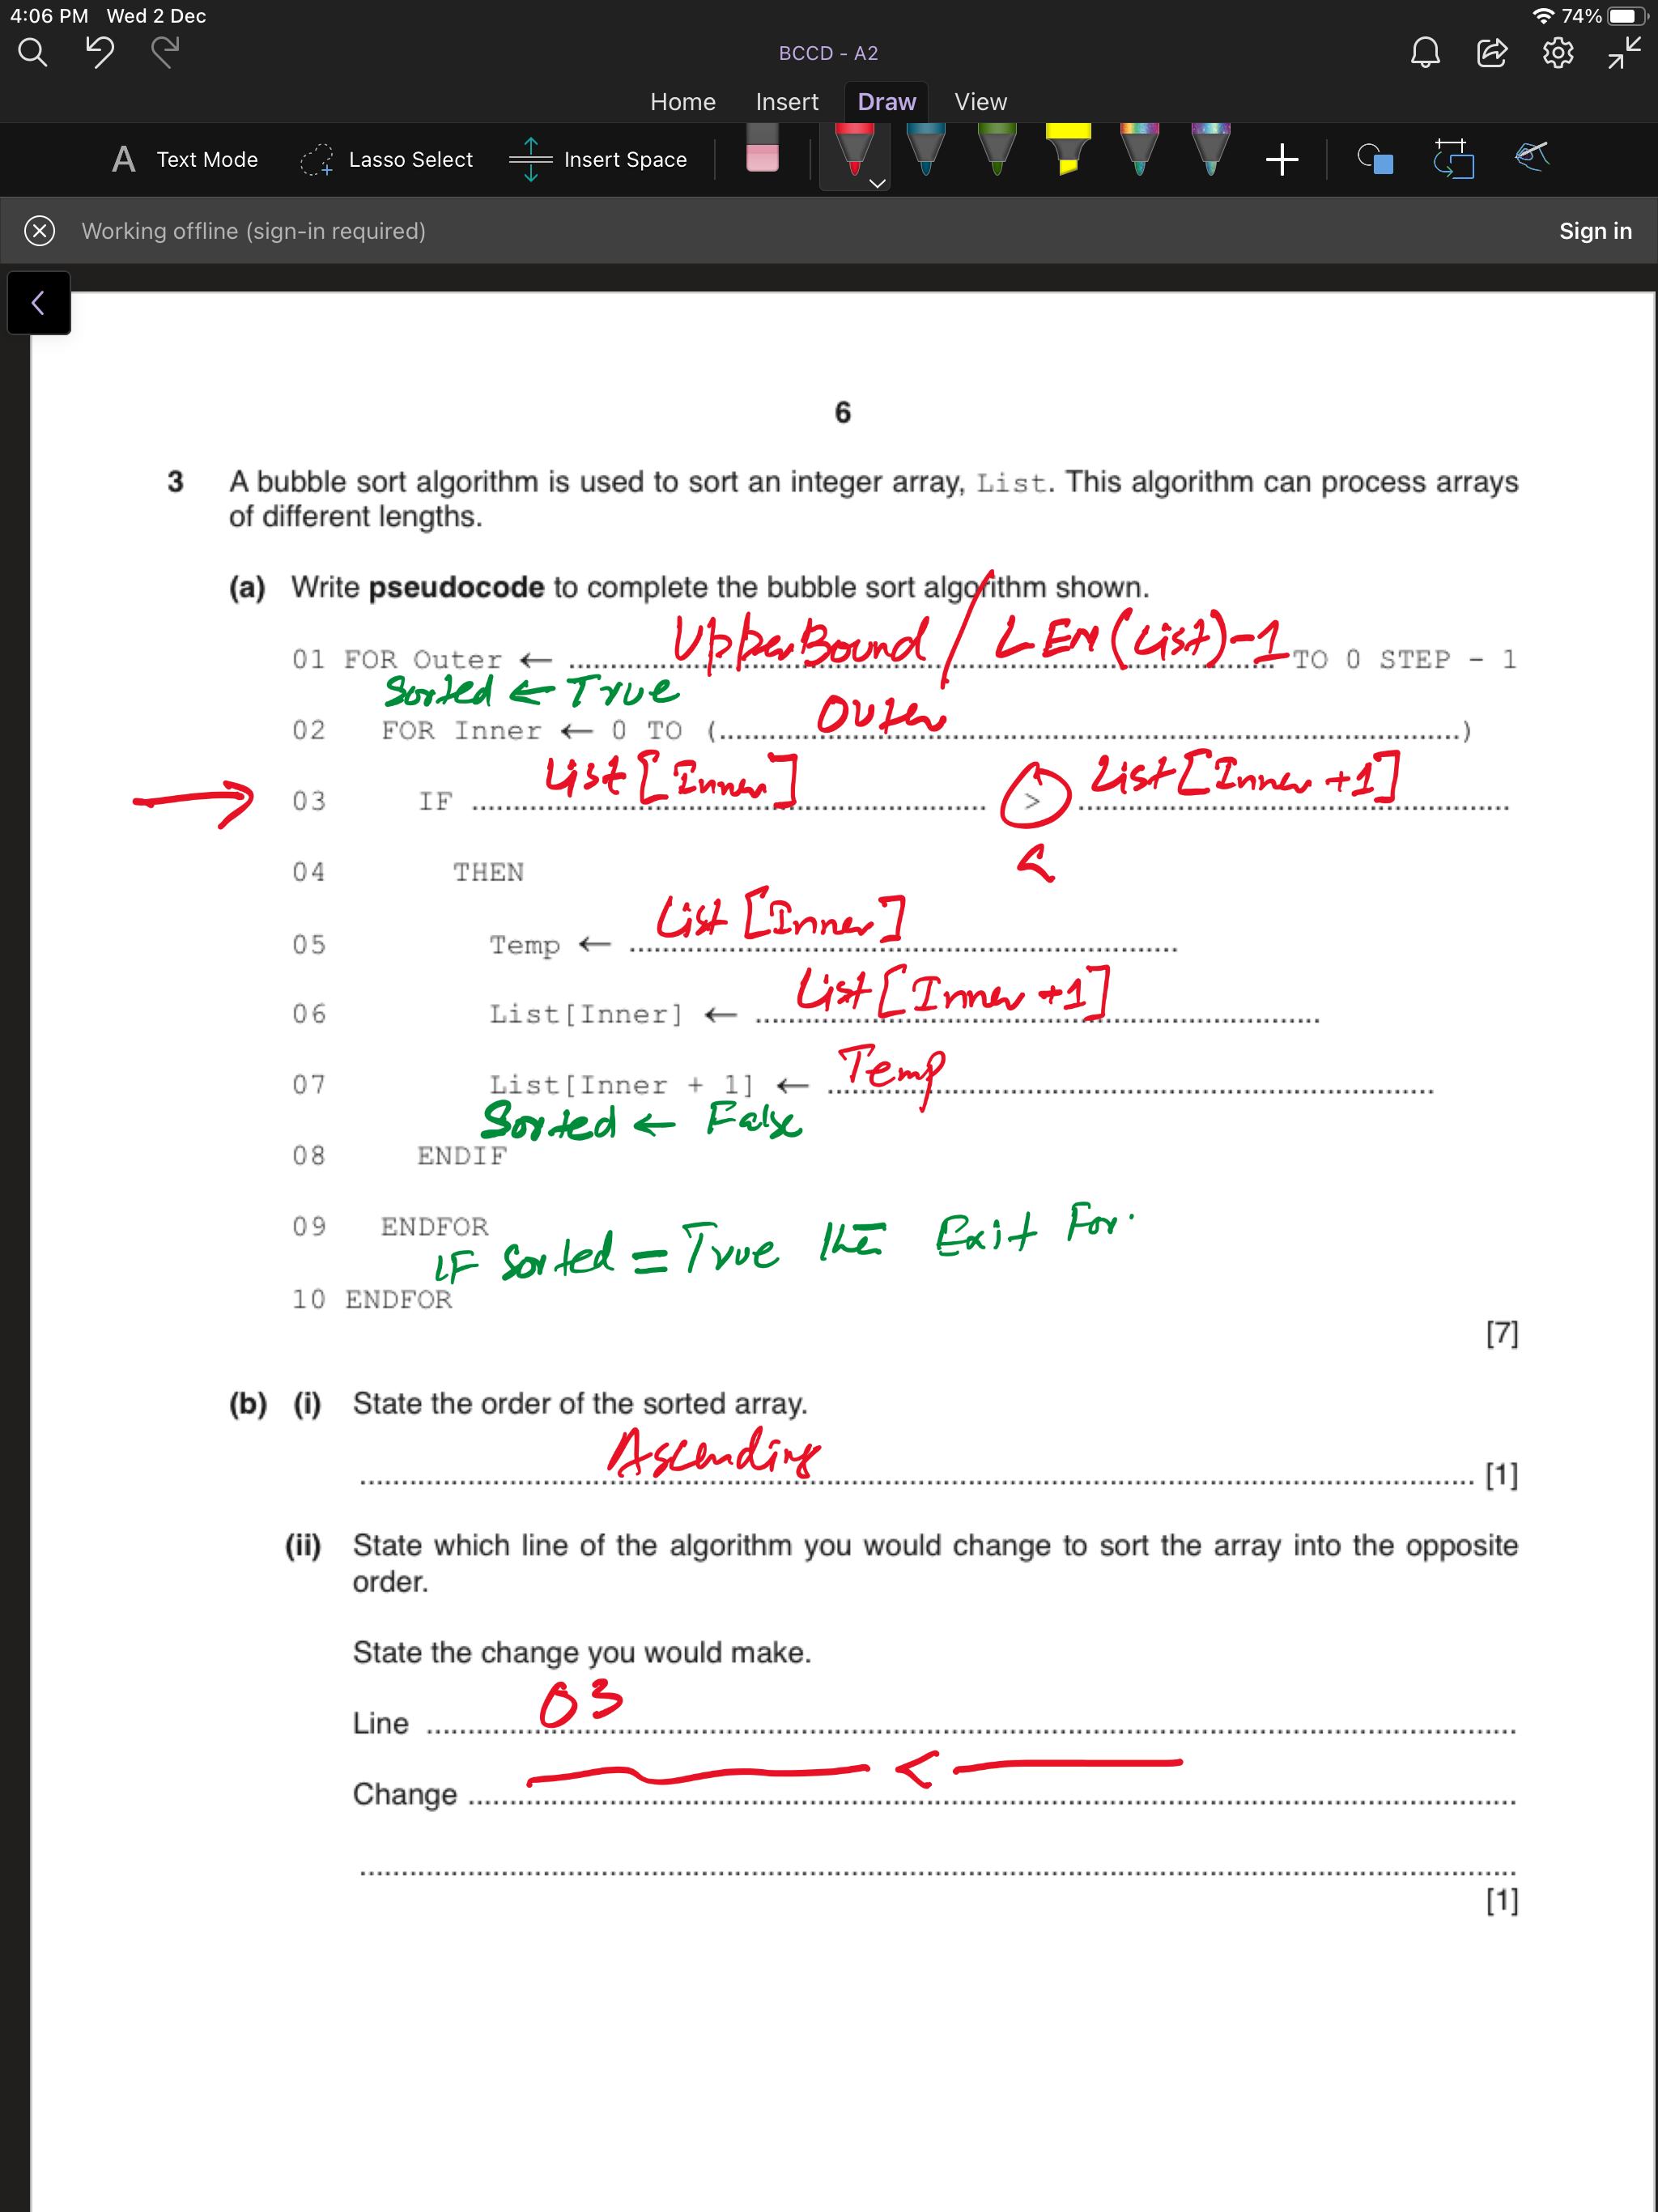 4:06 PM Wed 2 Dec
74%
BCCD - A2
Home Insert Draw View
A Text Mode Lasso Select Insert Space
Working offline (sign-in required) Sign in
6
3 A bubble sort algorithm is used to sort an integer array, List. This algorithm can process arrays
of different lengths.
(a) Write pseudocode to complete the bubble sort algorithm shown.
01 FOR Outer ← UpperBound / LEN(List)-1 TO 0 STEP - 1
Sorted ← True
02 FOR Inner ← 0 TO (Outer)
03 IF List[Inner] > List[Inner +1]
<
04 THEN
05 Temp ← List[Inner]
06 List[Inner] ← List[Inner +1]
07 List[Inner + 1] ← Temp
Sorted ← False
08 ENDIF
09 ENDFOR
IF Sorted = True the Exit For.
10 ENDFOR
[7]
(b) (i) State the order of the sorted array.
Ascending [1]
(ii) State which line of the algorithm you would change to sort the array into the opposite
order.
State the change you would make.
Line 03
Change <
[1]